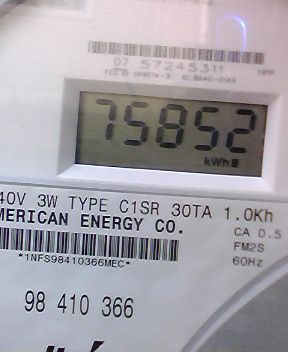 07 57245311
75852
kWh
40V 3W TYPE C1SR 30TA 1.0Kh
MERICAN ENERGY CO.
CA 0.5
FM2S
*1NFS98410366MEC*
60Hz
98 410 366